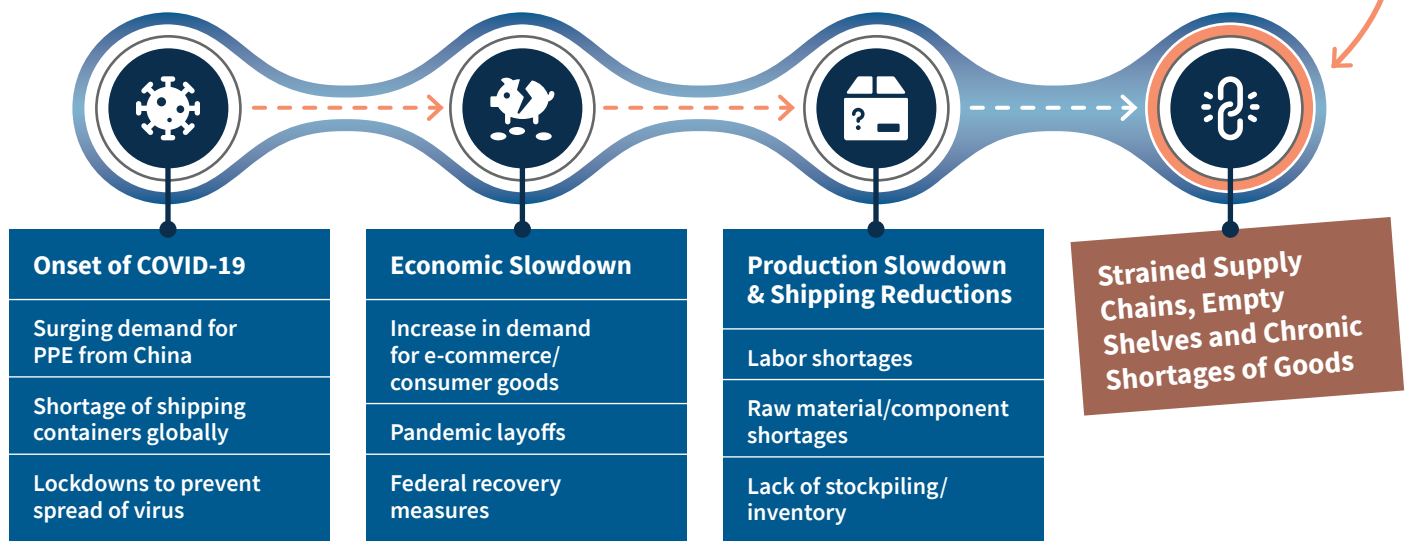 Onset of COVID-19
Surging demand for
PPE from China
Shortage of shipping
containers globally
Lockdowns to prevent
spread of virus
Economic Slowdown
Increase in demand
for e-commerce/
consumer goods
Pandemic layoffs
Federal recovery
measures
?
Production Slowdown
& Shipping Reductions
Labor shortages
Raw material/component
shortages
Lack of stockpiling/
inventory
Strained Supply
Chains, Empty
Shelves and Chronic
Shortages of Goods